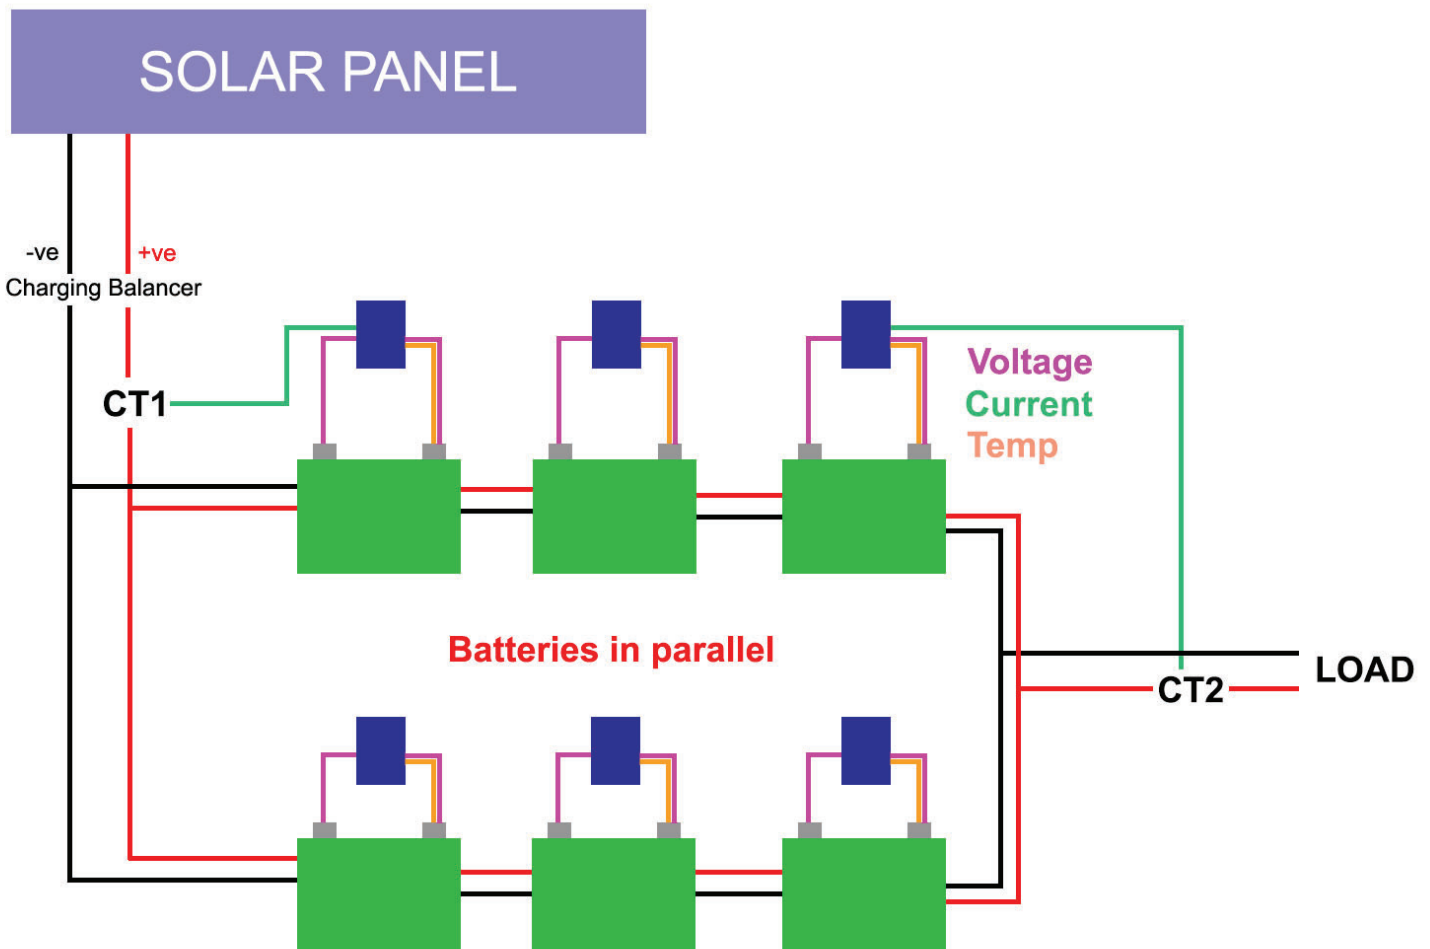 SOLAR PANEL
-ve
+ve
Charging Balancer
CT1
Voltage
Current
Temp
Batteries in parallel
CT2
LOAD